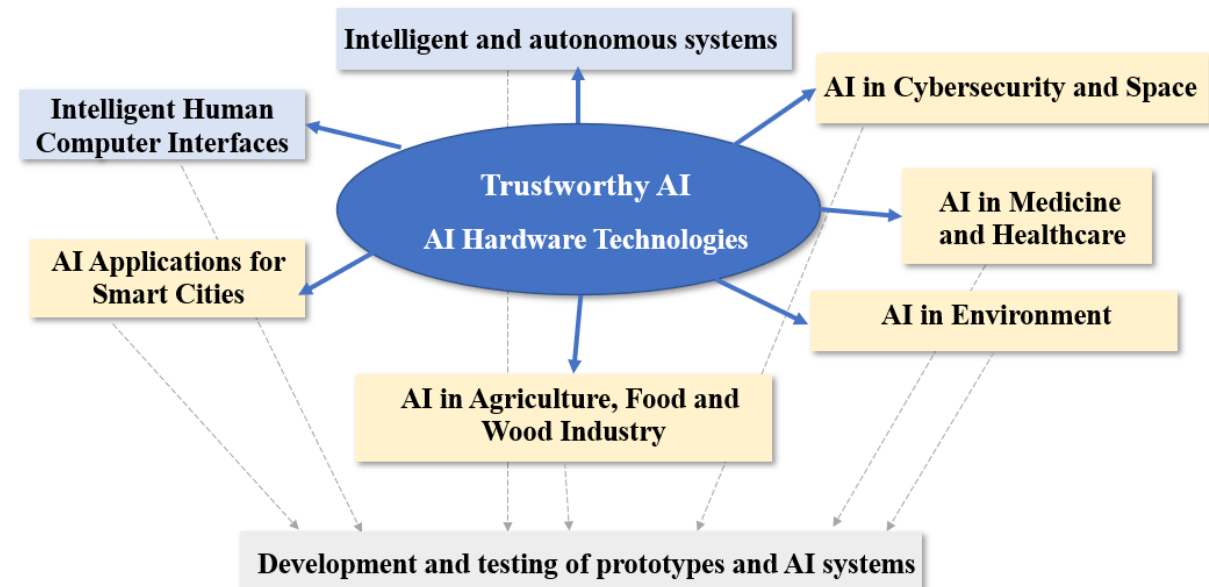 Intelligent and autonomous systems
AI in Cybersecurity and Space
Intelligent Human
Computer Interfaces
Trustworthy AI
AI Hardware Technologies
AI in Medicine
and Healthcare
AI Applications for
Smart Cities
AI in Environment
AI in Agriculture, Food and
Wood Industry
Development and testing of prototypes and AI systems